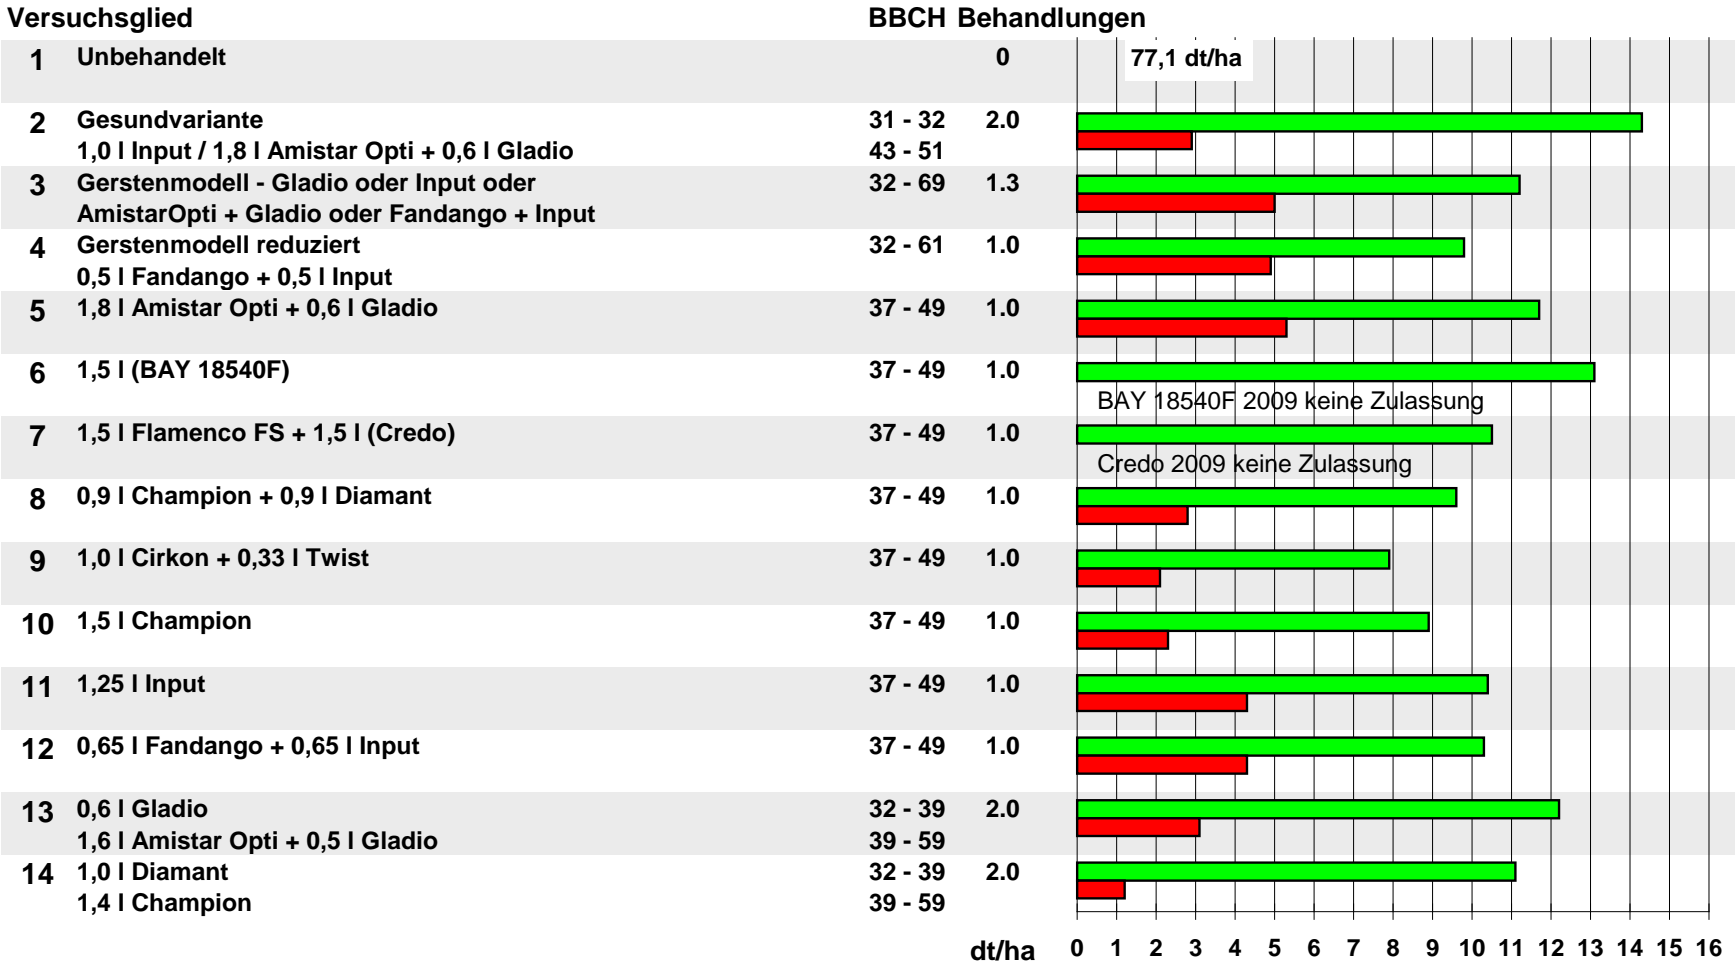 Versuchsglied BBCH Behandlungen
1 Unbehandelt 0 77,1 dt/ha
2 Gesundvariante 31 - 32 2.0
1,0 l Input / 1,8 l Amistar Opti + 0,6 l Gladio 43 - 51
3 Gerstenmodell - Gladio oder Input oder 32 - 69 1.3
AmistarOpti + Gladio oder Fandango + Input
4 Gerstenmodell reduziert 32 - 61 1.0
0,5 l Fandango + 0,5 l Input
5 1,8 l Amistar Opti + 0,6 l Gladio 37 - 49 1.0
6 1,5 l (BAY 18540F) 37 - 49 1.0
BAY 18540F 2009 keine Zulassung
7 1,5 l Flamenco FS + 1,5 l (Credo) 37 - 49 1.0
Credo 2009 keine Zulassung
8 0,9 l Champion + 0,9 l Diamant 37 - 49 1.0
9 1,0 l Cirkon + 0,33 l Twist 37 - 49 1.0
10 1,5 l Champion 37 - 49 1.0
11 1,25 l Input 37 - 49 1.0
12 0,65 l Fandango + 0,65 l Input 37 - 49 1.0
13 0,6 l Gladio 32 - 39 2.0
1,6 l Amistar Opti + 0,5 l Gladio 39 - 59
14 1,0 l Diamant 32 - 39 2.0
1,4 l Champion 39 - 59
dt/ha 0 1 2 3 4 5 6 7 8 9 10 11 12 13 14 15 16